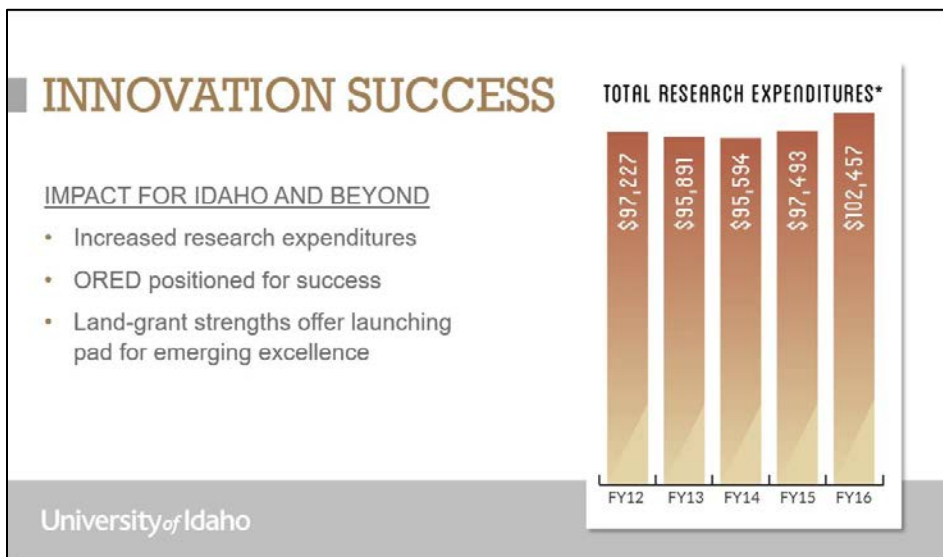 INNOVATION SUCCESS
IMPACT FOR IDAHO AND BEYOND
• Increased research expenditures
• ORED positioned for success
• Land-grant strengths offer launching
pad for emerging excellence
TOTAL RESEARCH EXPENDITURES*
$97,227
$95,891
$95,594
$97,493
$102,457
FY12
FY13
FY14
FY15
FY16
University of Idaho